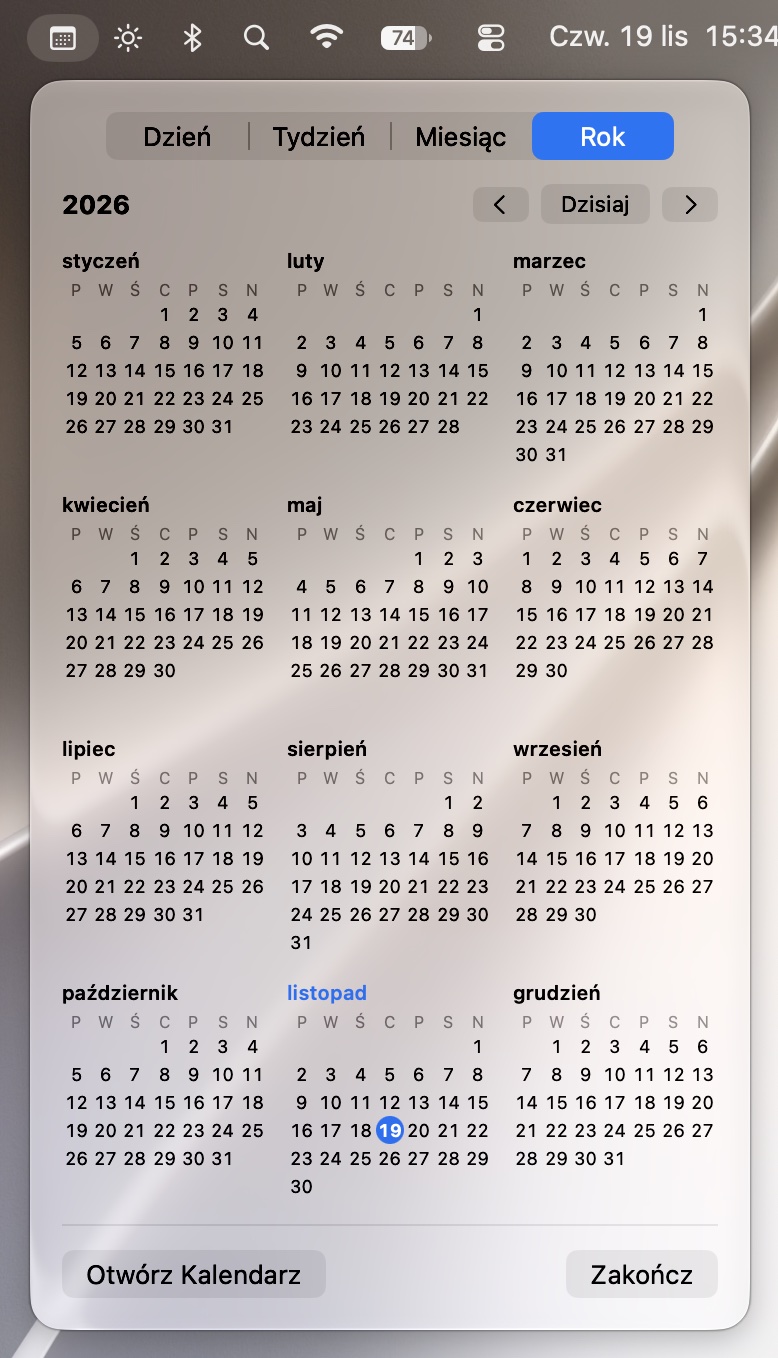 74 Czw. 19 lis 15:34
Dzień Tydzień Miesiąc Rok
2026 Dzisiaj
styczeń luty marzec
P W Ś C P S N P W Ś C P S N P W Ś C P S N
1 2 3 4 1 1
5 6 7 8 9 10 11 2 3 4 5 6 7 8 2 3 4 5 6 7 8
12 13 14 15 16 17 18 9 10 11 12 13 14 15 9 10 11 12 13 14 15
19 20 21 22 23 24 25 16 17 18 19 20 21 22 16 17 18 19 20 21 22
26 27 28 29 30 31 23 24 25 26 27 28 23 24 25 26 27 28 29
30 31
kwiecień maj czerwiec
P W Ś C P S N P W Ś C P S N P W Ś C P S N
1 2 3 4 5 1 2 3 1 2 3 4 5 6 7
6 7 8 9 10 11 12 4 5 6 7 8 9 10 8 9 10 11 12 13 14
13 14 15 16 17 18 19 11 12 13 14 15 16 17 15 16 17 18 19 20 21
20 21 22 23 24 25 26 18 19 20 21 22 23 24 22 23 24 25 26 27 28
27 28 29 30 25 26 27 28 29 30 31 29 30
lipiec sierpień wrzesień
P W Ś C P S N P W Ś C P S N P W Ś C P S N
1 2 3 4 5 1 2 1 2 3 4 5 6
6 7 8 9 10 11 12 3 4 5 6 7 8 9 7 8 9 10 11 12 13
13 14 15 16 17 18 19 10 11 12 13 14 15 16 14 15 16 17 18 19 20
20 21 22 23 24 25 26 17 18 19 20 21 22 23 21 22 23 24 25 26 27
27 28 29 30 31 24 25 26 27 28 29 30 28 29 30
31
październik listopad grudzień
P W Ś C P S N P W Ś C P S N P W Ś C P S N
1 2 3 4 1 1 2 3 4 5 6
5 6 7 8 9 10 11 2 3 4 5 6 7 8 7 8 9 10 11 12 13
12 13 14 15 16 17 18 9 10 11 12 13 14 15 14 15 16 17 18 19 20
19 20 21 22 23 24 25 16 17 18 19 20 21 22 21 22 23 24 25 26 27
26 27 28 29 30 31 23 24 25 26 27 28 29 28 29 30 31
30
Otwórz Kalendarz Zakończ